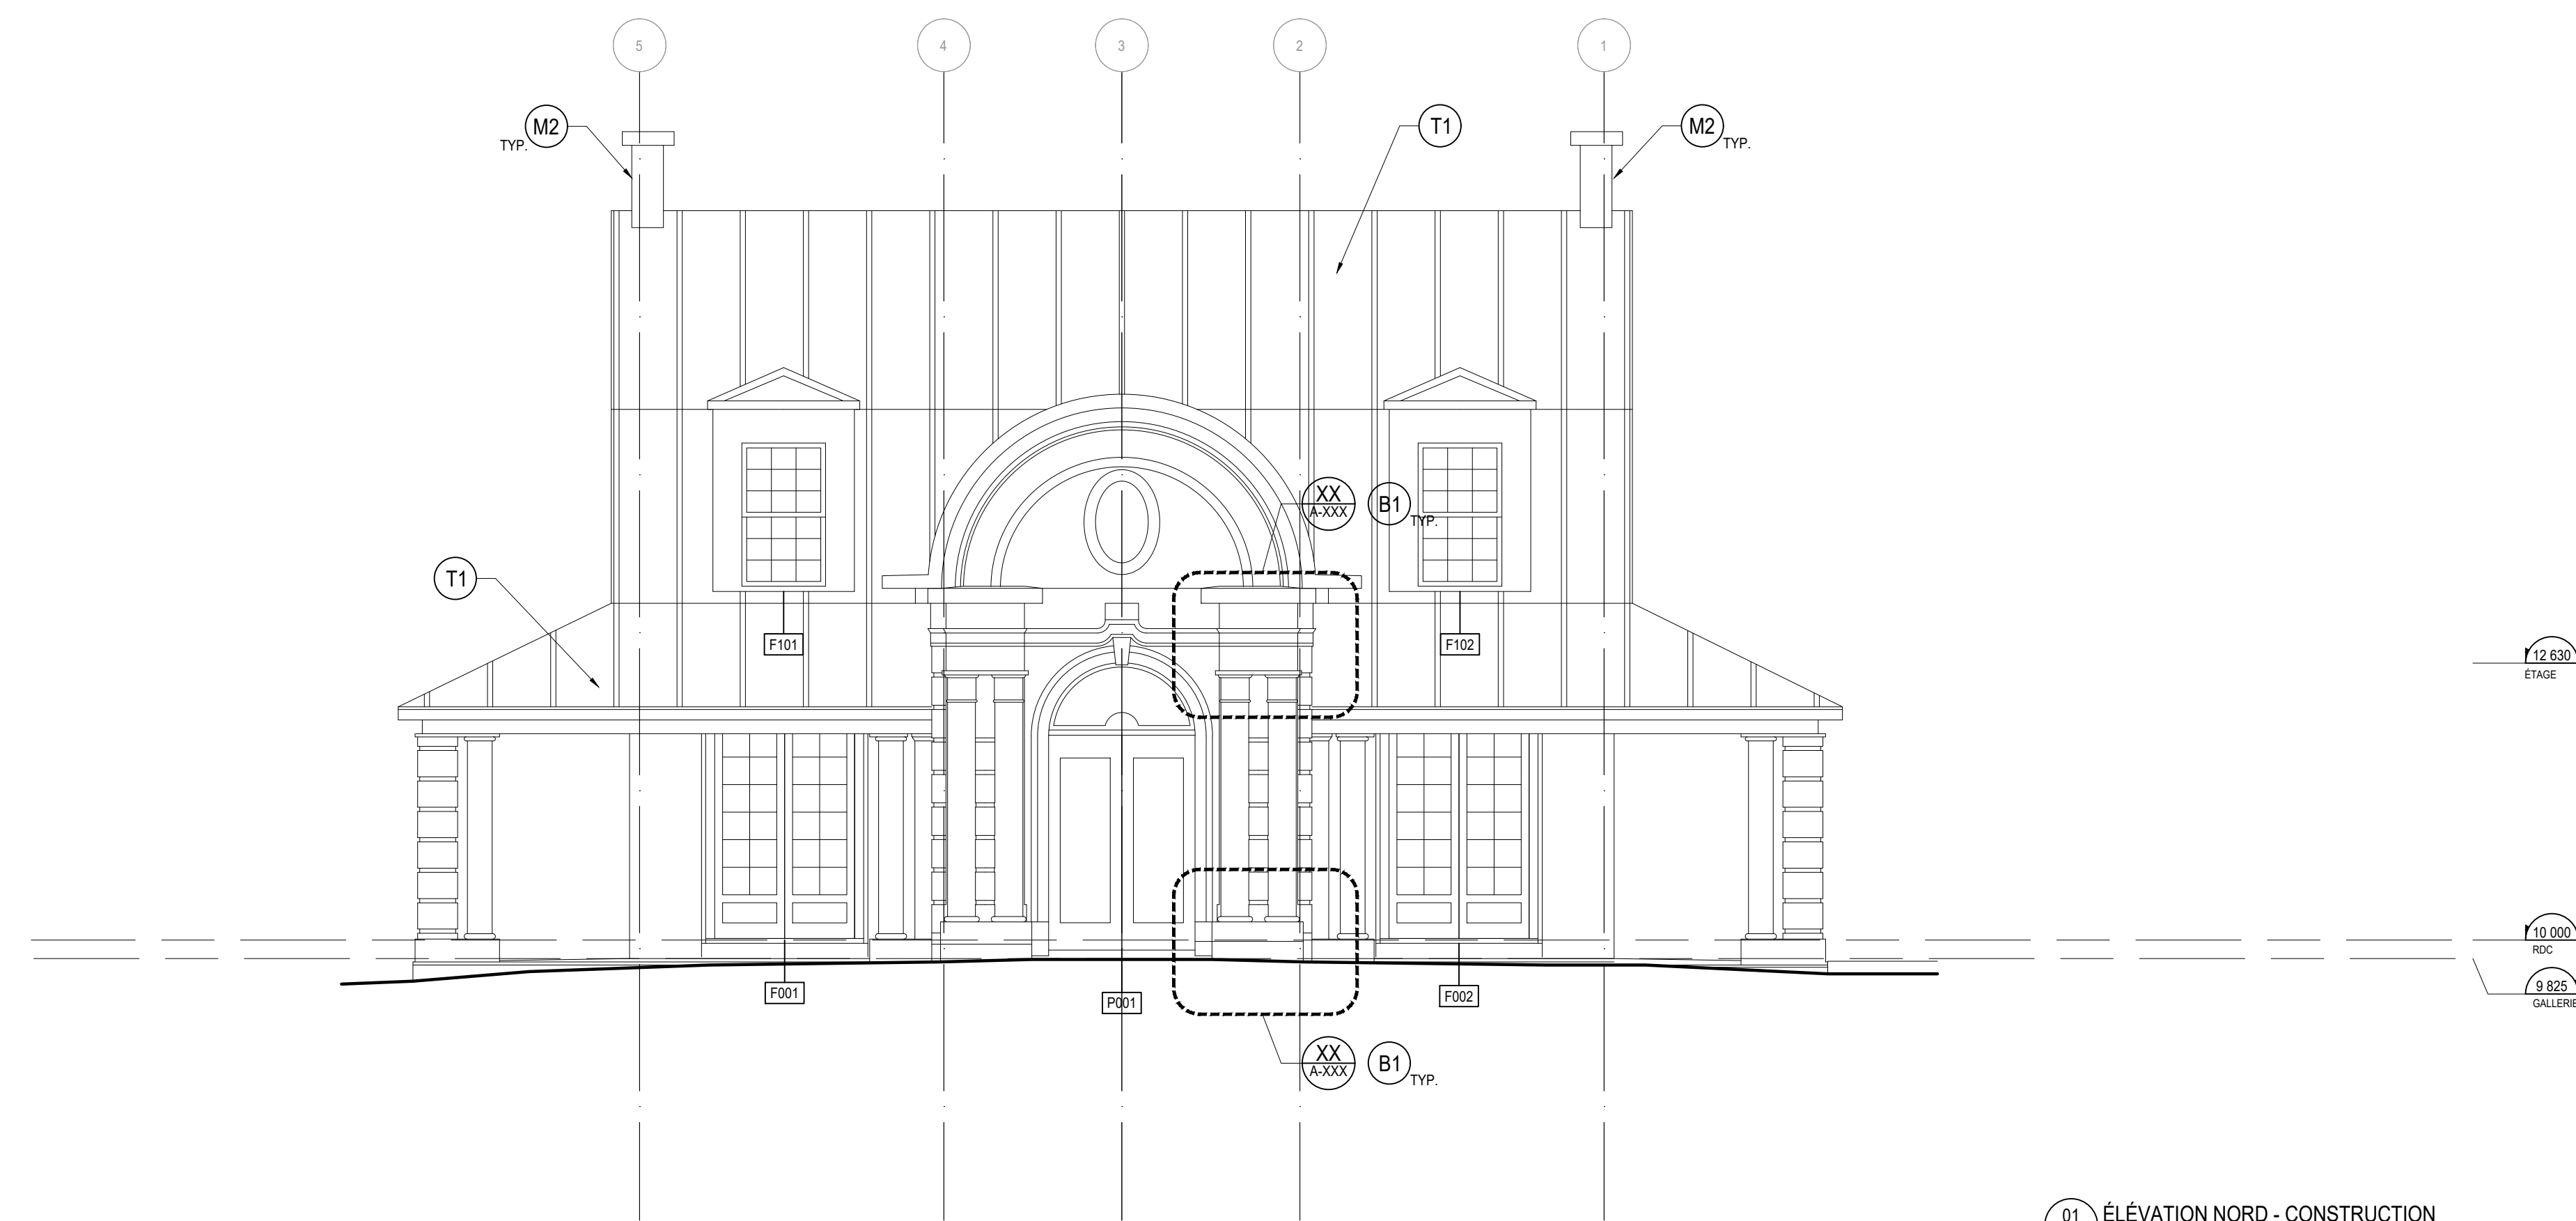 5
4
3
2
1
M2
TYP.
T1
M2
TYP.
XX
A-XXX
B1
TYP.
T1
F101
F102
12 630
ÉTAGE
10 000
RDC
9 825
GALLERIE
F001
P001
F002
XX
A-XXX
B1
TYP.
01
ÉLÉVATION NORD - CONSTRUCTION